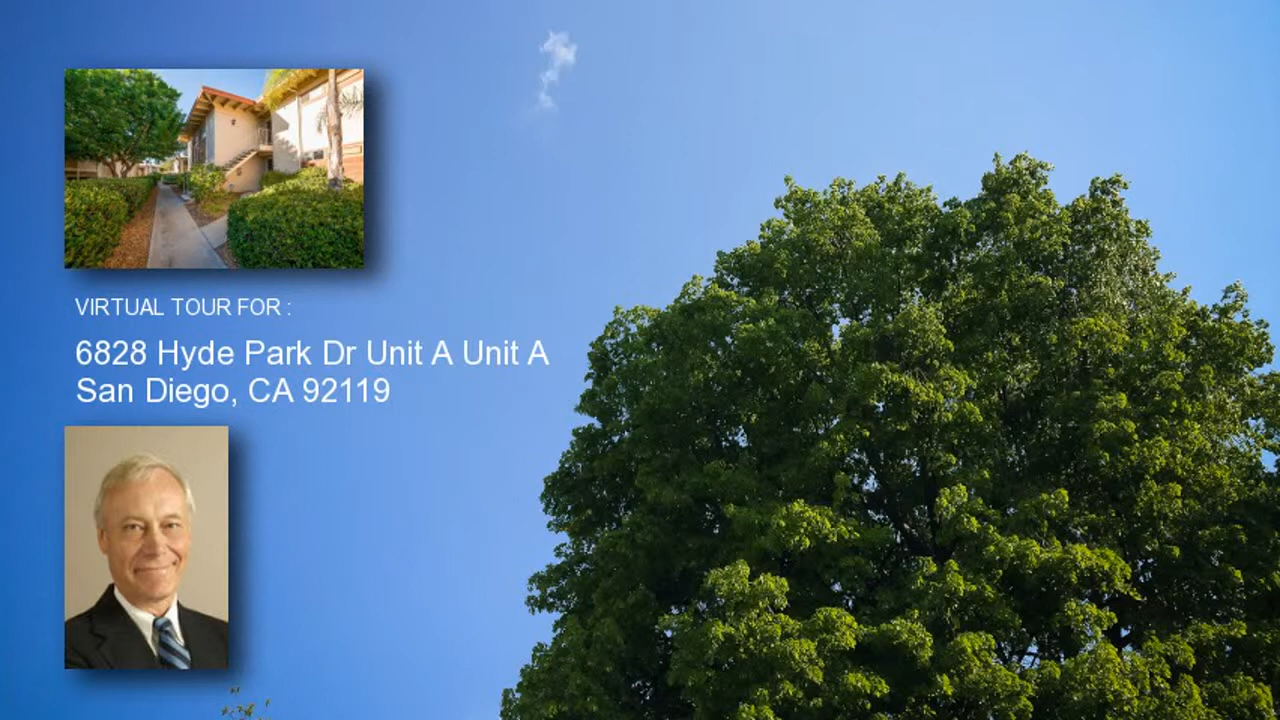 VIRTUAL TOUR FOR :
6828 Hyde Park Dr Unit A Unit A
San Diego, CA 92119